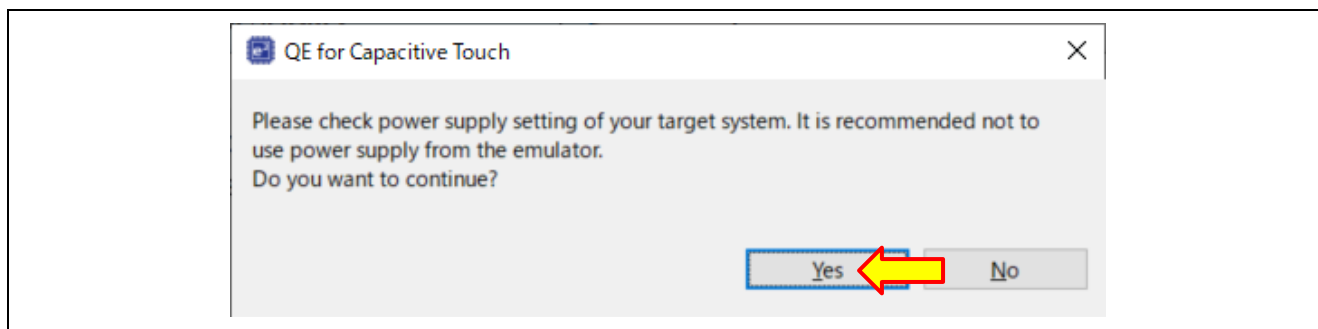 QE for Capacitive Touch
Please check power supply setting of your target system. It is recommended not to
use power supply from the emulator.
Do you want to continue?
Yes
No